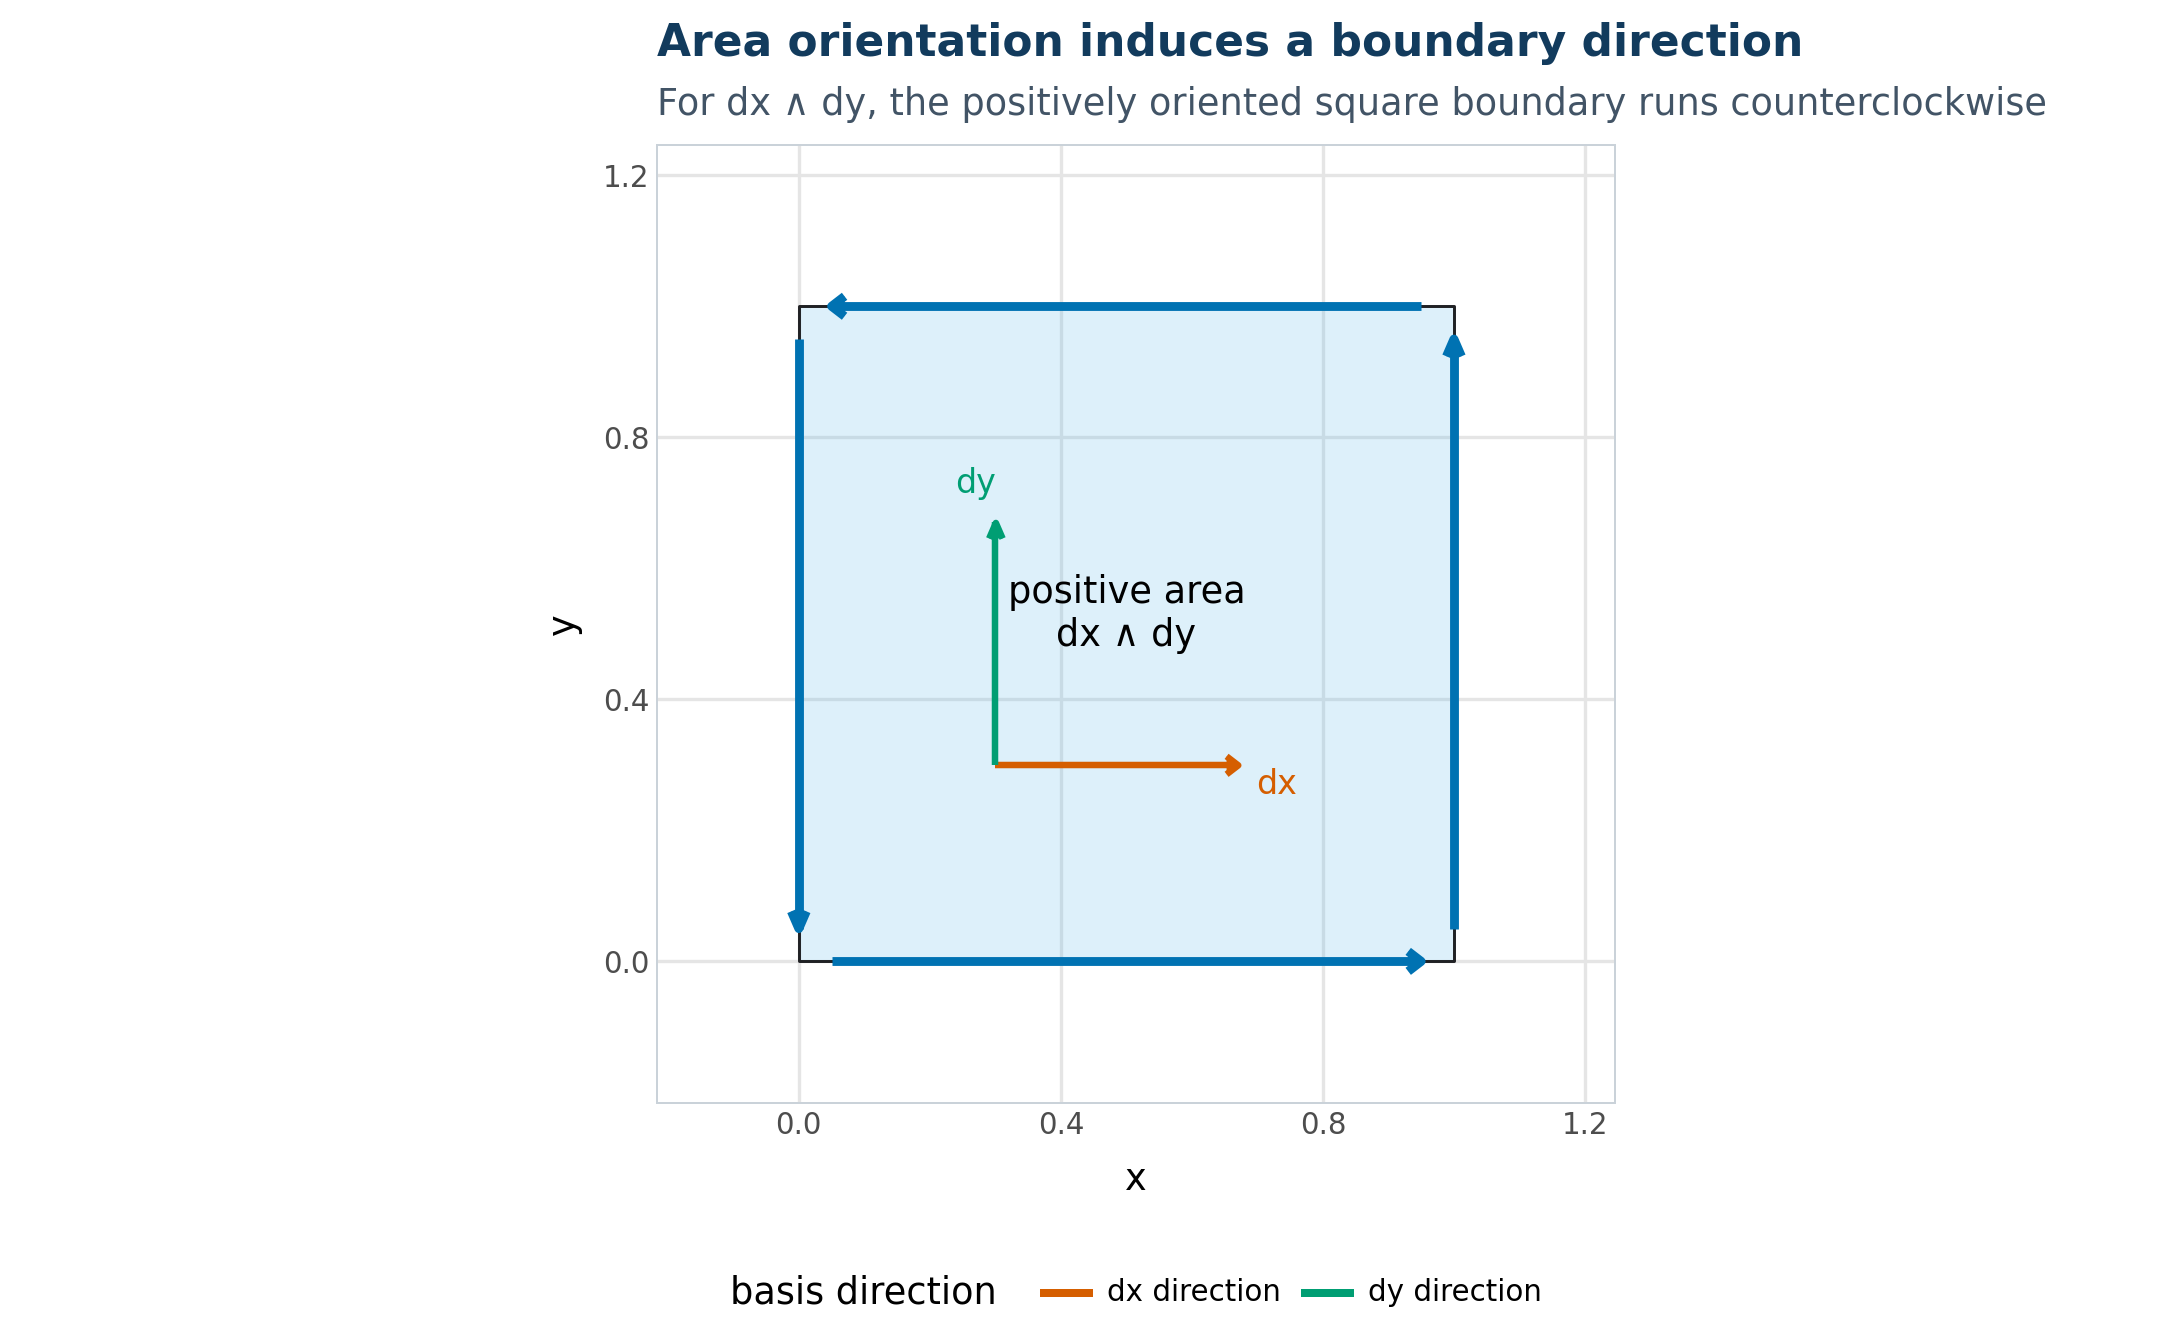 Area orientation induces a boundary direction
For dx ∧ dy, the positively oriented square boundary runs counterclockwise
1.2
0.8
0.4
0.0
y
dy
positive area
dx ∧ dy
dx
0.0 0.4 0.8 1.2
x
basis direction dx direction dy direction